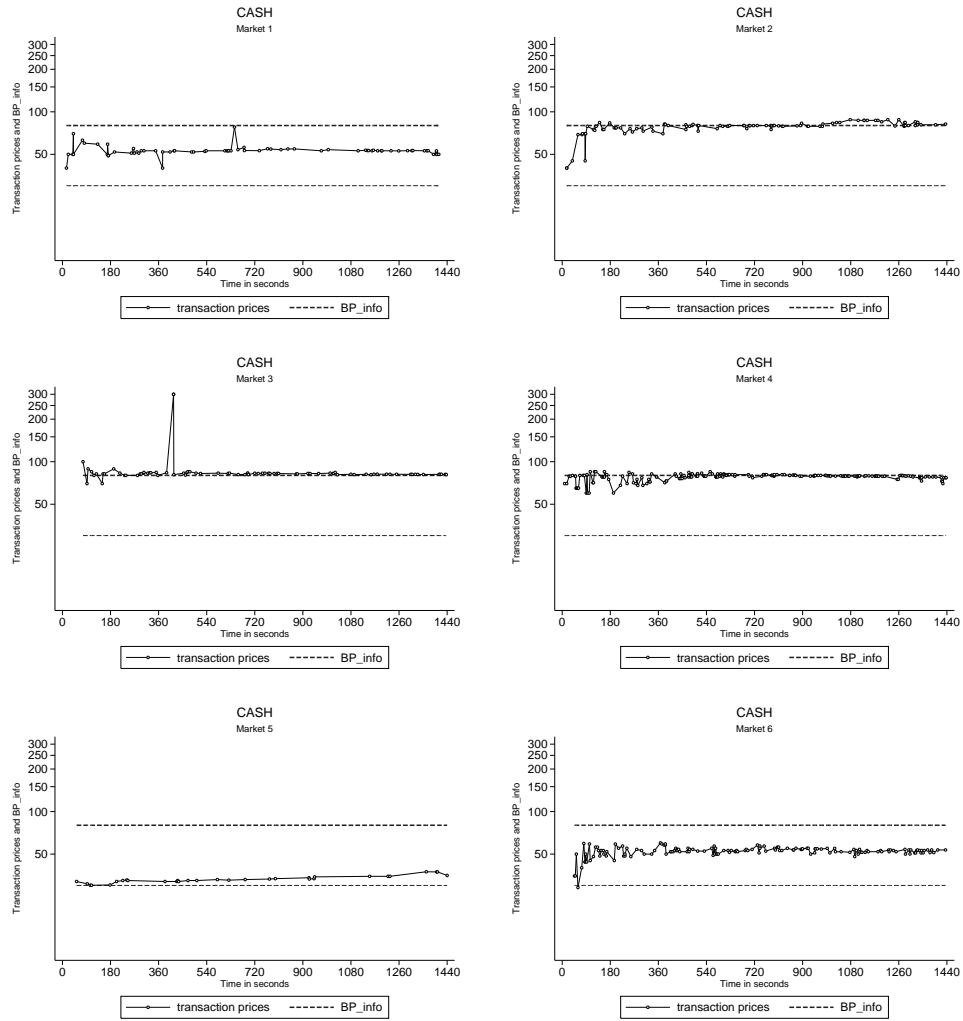 CASH
Market 1
Transaction prices and BP_info
300
250
200
150
100
50
0 180 360 540 720 900 1080 1260 1440
Time in seconds
transaction prices BP_info
CASH
Market 2
Transaction prices and BP_info
300
250
200
150
100
50
0 180 360 540 720 900 1080 1260 1440
Time in seconds
transaction prices BP_info
CASH
Market 3
Transaction prices and BP_info
300
250
200
150
100
50
0 180 360 540 720 900 1080 1260 1440
Time in seconds
transaction prices BP_info
CASH
Market 4
Transaction prices and BP_info
300
250
200
150
100
50
0 180 360 540 720 900 1080 1260 1440
Time in seconds
transaction prices BP_info
CASH
Market 5
Transaction prices and BP_info
300
250
200
150
100
50
0 180 360 540 720 900 1080 1260 1440
Time in seconds
transaction prices BP_info
CASH
Market 6
Transaction prices and BP_info
300
250
200
150
100
50
0 180 360 540 720 900 1080 1260 1440
Time in seconds
transaction prices BP_info